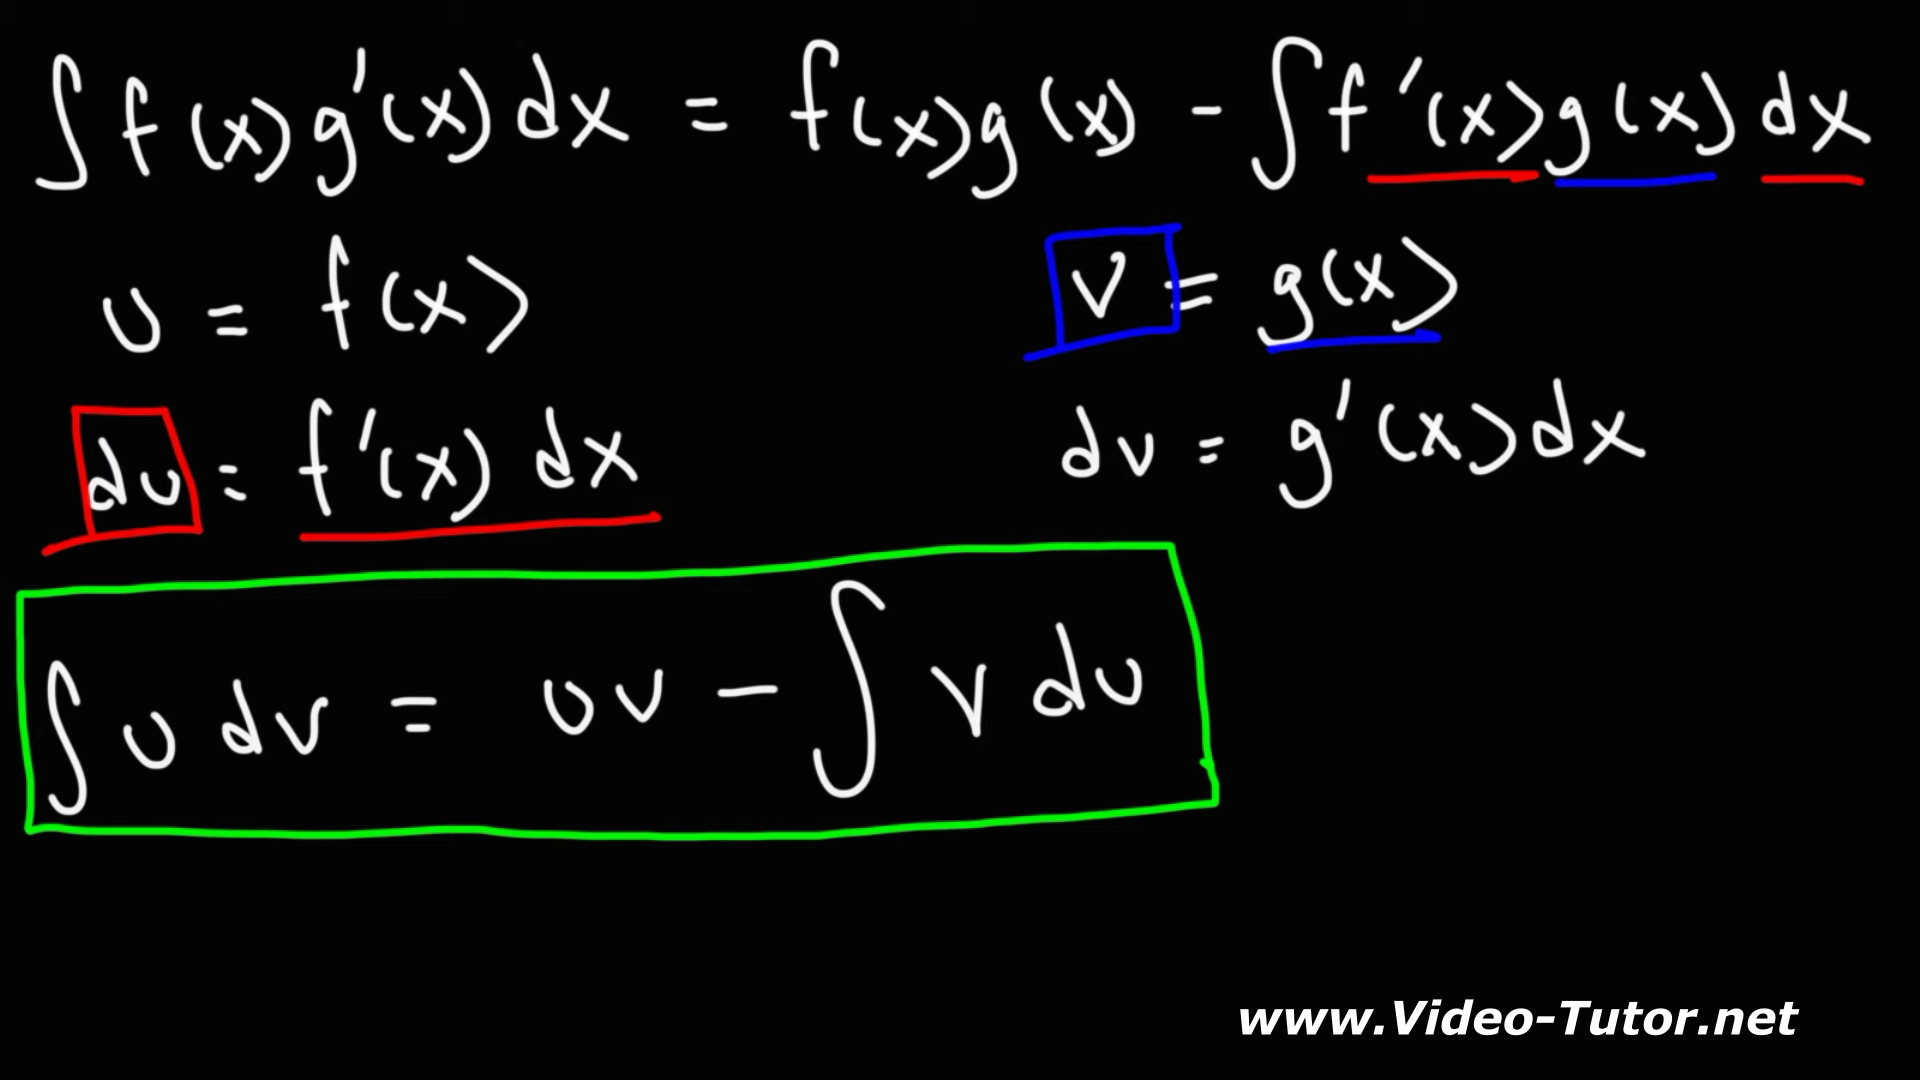 ∫ f(x) g'(x) dx = f(x) g(x) - ∫ f'(x) g(x) dx
u = f(x)
v = g(x)
du = f'(x) dx
dv = g'(x) dx
∫ u dv = uv - ∫ v du
www.Video-Tutor.net